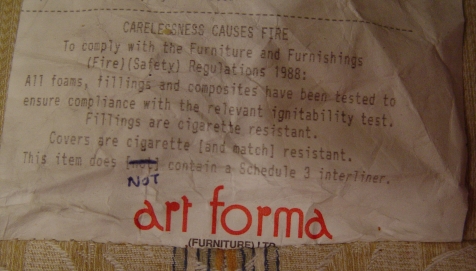 CARELESSNESS CAUSES FIRE
To comply with the Furniture and Furnishings
(Fire)(Safety) Regulations 1988:
All foams, fillings and composites have been tested to
ensure compliance with the relevant ignitability test.
Fillings are cigarette resistant.
Covers are cigarette [and match] resistant.
This item does [not] contain a Schedule 3 interliner.
NOT
art forma
(FURNITURE) LTD